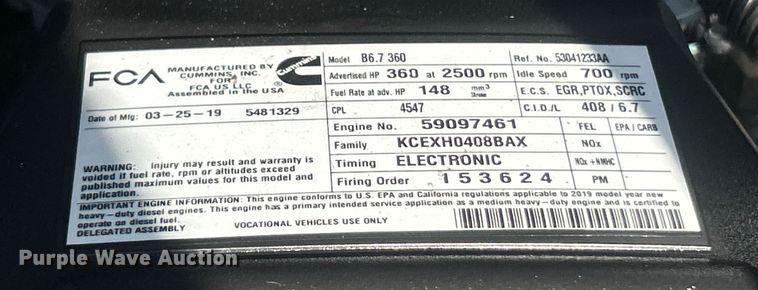 FCA
MANUFACTURED BY
CUMMINS, INC.
FOR
FCA US LLC
Assembled in the USA
Cummins
Date of Mfg: 03-25-19 5481329
WARNING: Injury may result and warranty is
voided if fuel rate, rpm or altitudes exceed
published maximum values for this model and
application.
Model B6.7 360 Ref. No. 53041233AA
Advertised HP 360 at 2500 rpm Idle Speed 700 rpm
Fuel Rate at adv. HP 148 mm³ Stroke E.C.S. EGR,PTOX,SCRC
CPL 4547 C.I.D./L 408 / 6.7
Engine No. 59097461 FEL EPA / CARB
Family KCEXH0408BAX NOx
Timing ELECTRONIC NOx + NMHC
Firing Order 1 5 3 6 2 4 PM
IMPORTANT ENGINE INFORMATION: This engine conforms to U.S. EPA and California regulations applicable to 2019 model year new
heavy-duty diesel engines. This engine has a primary intended service application as a medium heavy-duty engine and is certified to
operate on diesel fuel.
DELEGATED ASSEMBLY VOCATIONAL VEHICLES USE ONLY
Purple Wave Auction